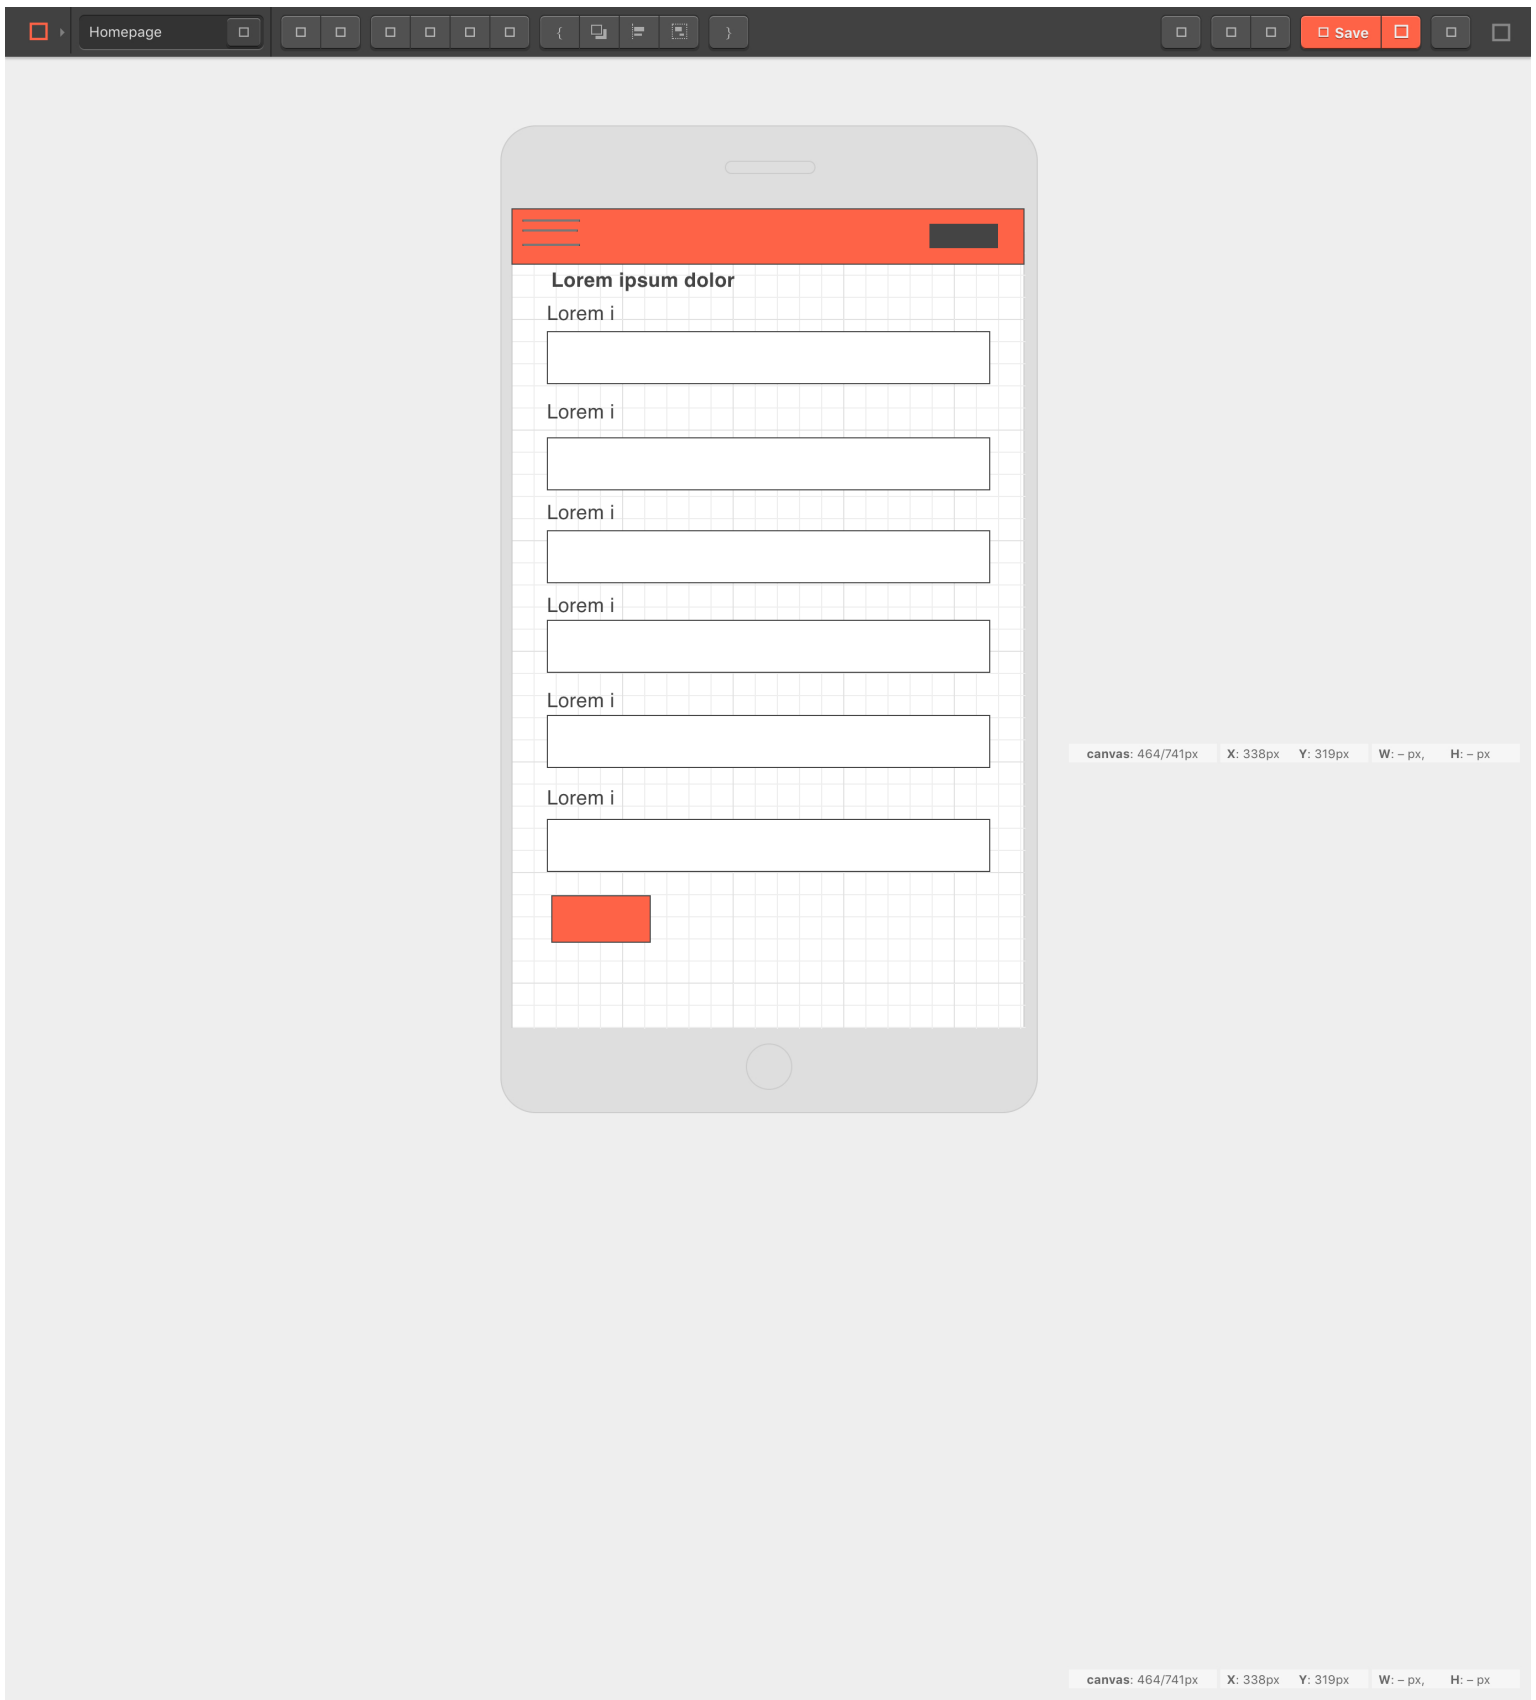 Homepage
{
}
Save
Lorem ipsum dolor
Lorem i
Lorem i
Lorem i
Lorem i
Lorem i
Lorem i
canvas: 464/741px X: 338px Y: 319px W: – px, H: – px
canvas: 464/741px X: 338px Y: 319px W: – px, H: – px